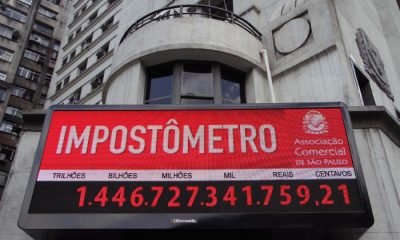 IMPOSTÔMETRO
Associação
Comercial
DE SÃO PAULO
TRILHÕES BILHÕES MILHÕES MIL REAIS CENTAVOS
1.446.727.341.759,21